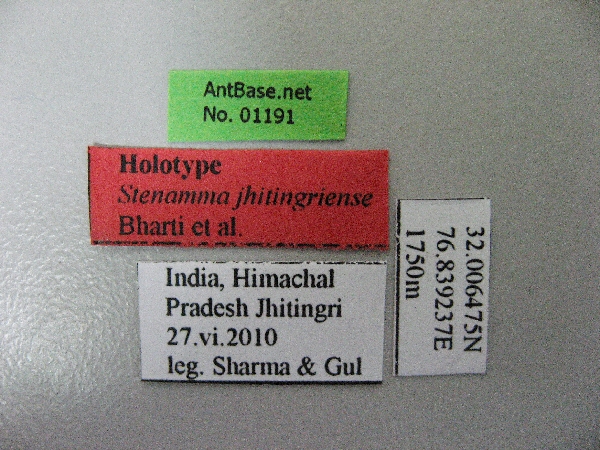 AntBase.net
No. 01191
Holotype
Stenamma jhitingriense
Bharti et al.
India, Himachal
Pradesh Jhitingri
27.vi.2010
leg. Sharma & Gul
32.006475N
76.839237E
1750m